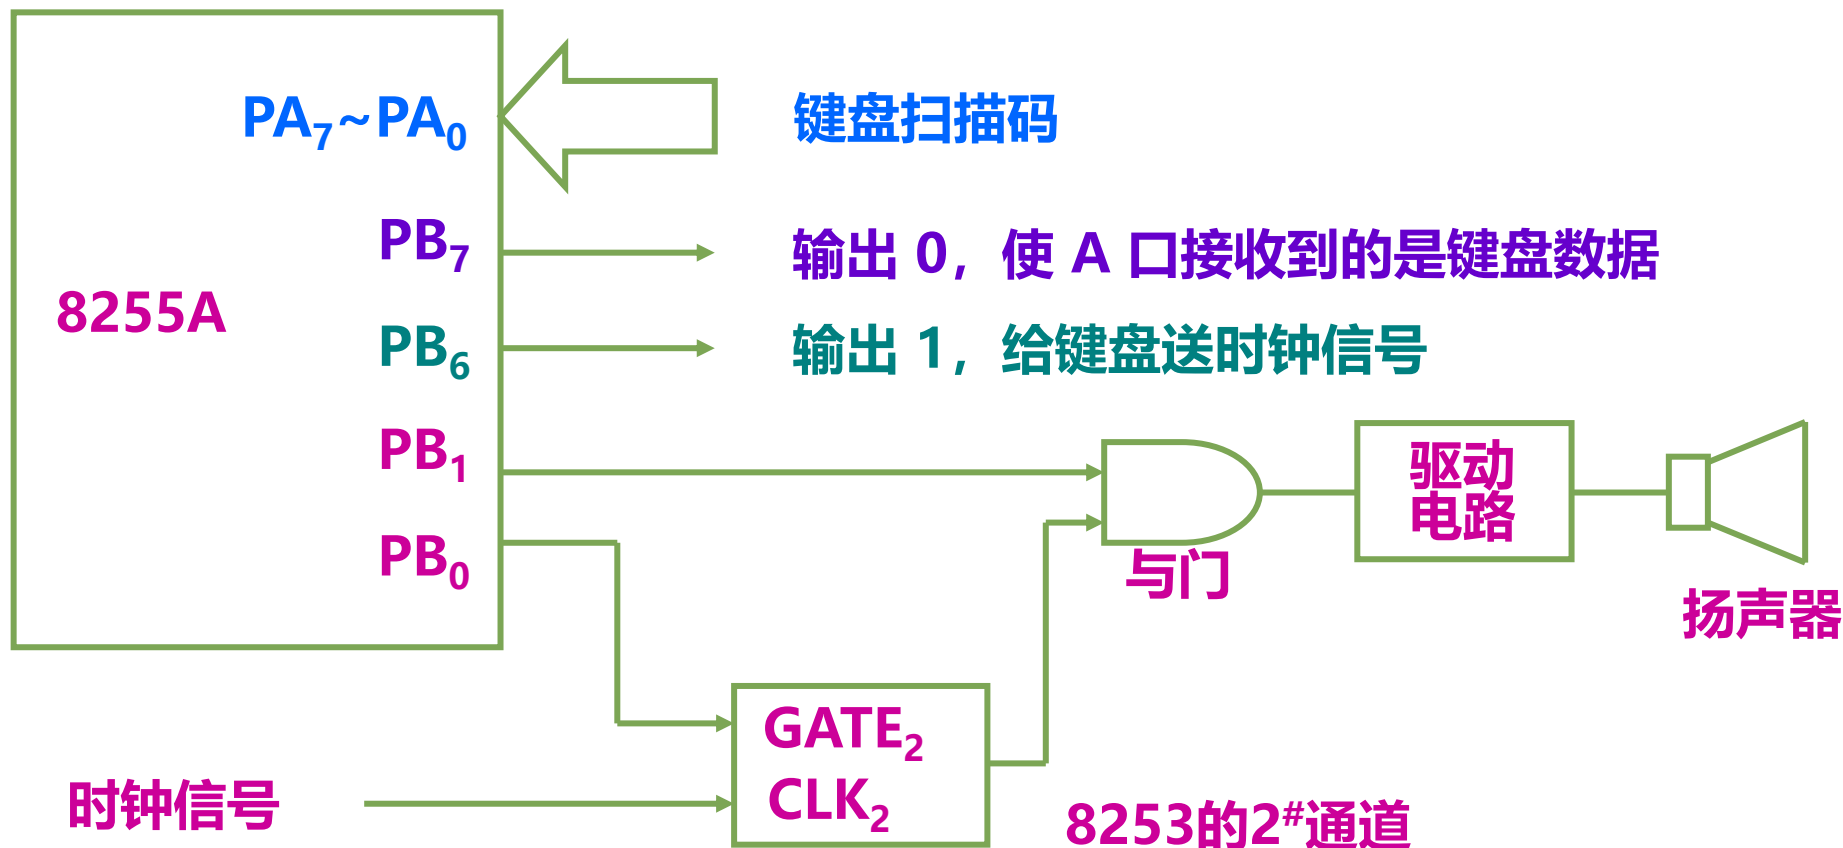 PA₇~PA₀
键盘扫描码
PB₇
输出 0，使 A 口接收到的是键盘数据
8255A
PB₆
输出 1，给键盘送时钟信号
PB₁
驱动
电路
PB₀
与门
扬声器
GATE₂
时钟信号
CLK₂
8253的2#通道